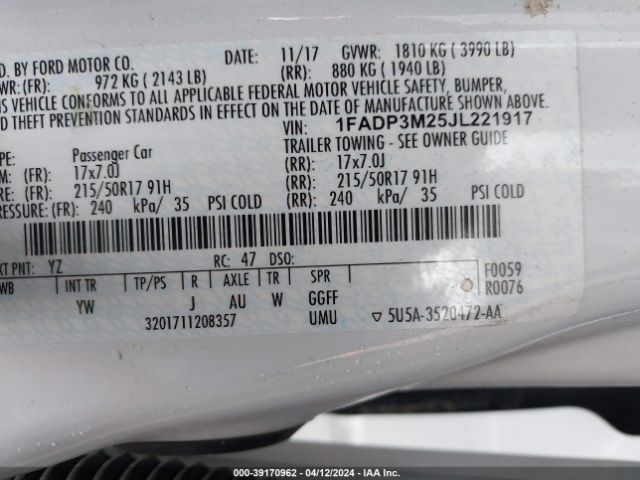 D. BY FORD MOTOR CO. DATE: 11/17 GVWR: 1810 KG ( 3990 LB)
WR: (FR): 972 KG ( 2143 LB) (RR): 880 KG ( 1940 LB)
IS VEHICLE CONFORMS TO ALL APPLICABLE FEDERAL MOTOR VEHICLE SAFETY, BUMPER,
D THEFT PREVENTION STANDARDS IN EFFECT ON THE DATE OF MANUFACTURE SHOWN ABOVE.
VIN: 1FADP3M25JL221917
PE: Passenger Car TRAILER TOWING - SEE OWNER GUIDE
M: (FR): 17x7.0J (RR): 17x7.0J
RE: (FR): 215/50R17 91H (RR): 215/50R17 91H
PRESSURE: (FR): 240 kPa/ 35 PSI COLD (RR): 240 kPa/ 35 PSI COLD
XT PNT: YZ RC: 47 DSO: F0059
WB INT TR TP/PS R AXLE TR SPR R0076
YW J AU W GGFF
3201711208357 UMU 5U5A-3520472-AA
000-39170962 - 04/12/2024 - IAA Inc.